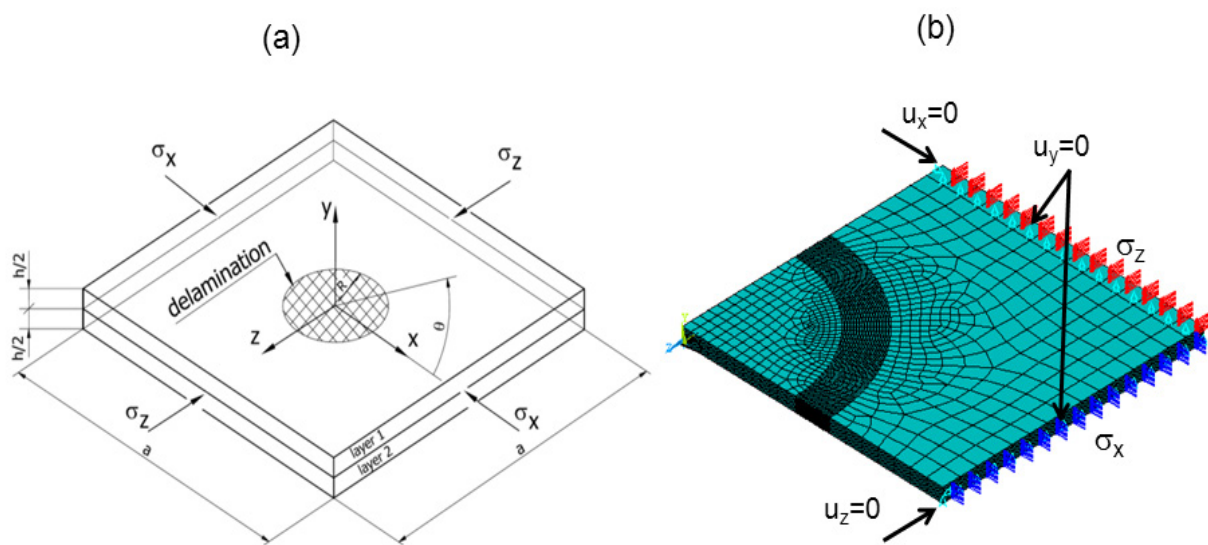 (a)
σx
σz
y
delamination
R
θ
z
x
h/2
h/2
σz
σx
a
layer 1
layer 2
a
(b)
ux=0
uy=0
σz
σx
uz=0